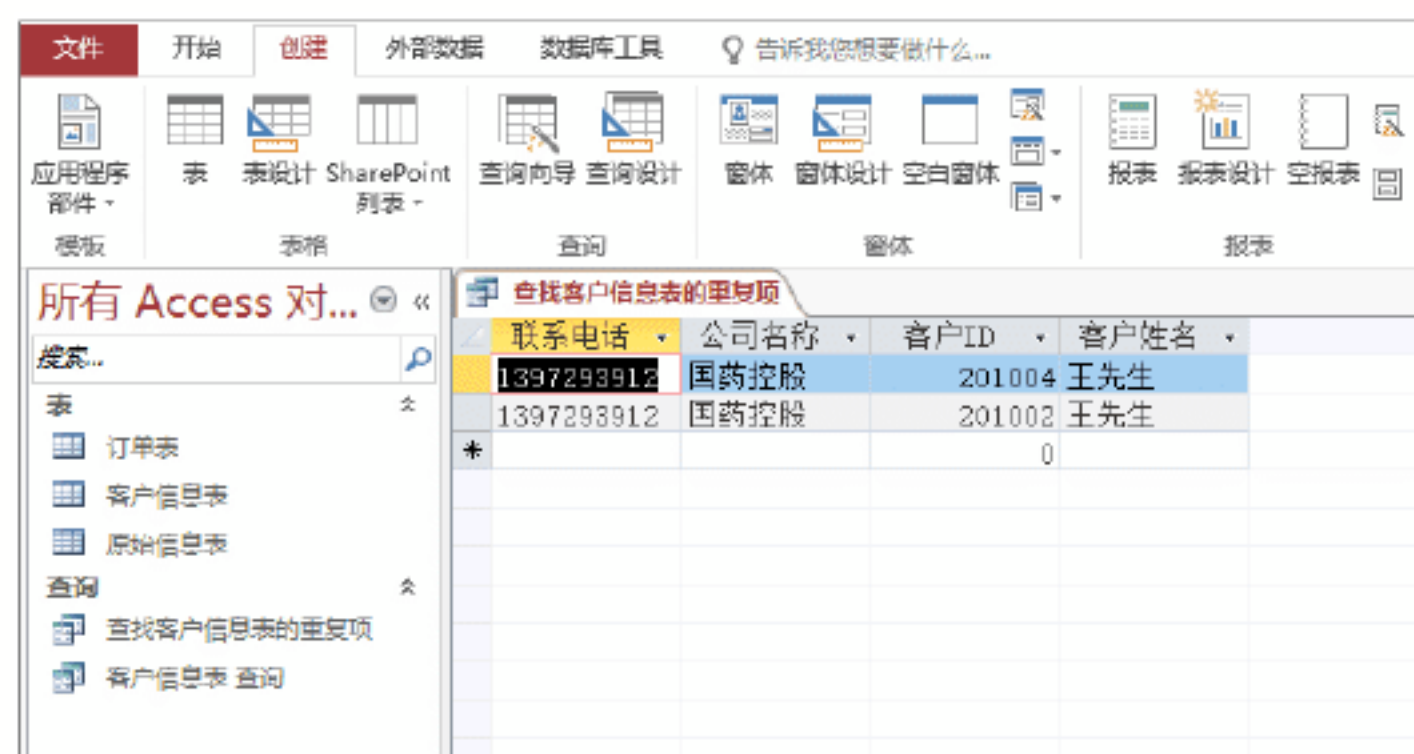 文件 开始 创建 外部数据 数据库工具 告诉我您想要做什么...
应用程序 表 表设计 SharePoint 查询向导 查询设计 窗体 窗体设计 空白窗体 报表 报表设计 空报表
部件 列表
模板 表格 查询 窗体 报表
所有 Access 对... «
查找客户信息表的重复项
搜索...
联系电话 公司名称 客户ID 客户姓名
1397293912 国药控股 201004 王先生
1397293912 国药控股 201002 王先生
* 0
表
订单表
客户信息表
原始信息表
查询
查找客户信息表的重复项
客户信息表 查询